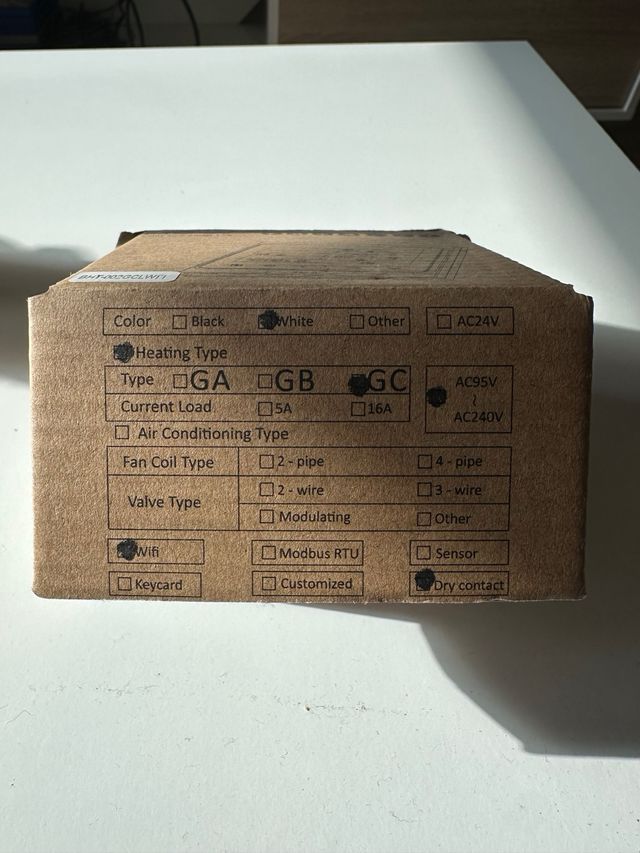 BHT-002GCLWFI
Color Black White Other AC24V
Heating Type
Type GA GB GC AC95V
~
Current Load 5A 16A AC240V
Air Conditioning Type
Fan Coil Type 2 - pipe 4 - pipe
Valve Type 2 - wire 3 - wire
Modulating Other
Wifi Modbus RTU Sensor
Keycard Customized Dry contact